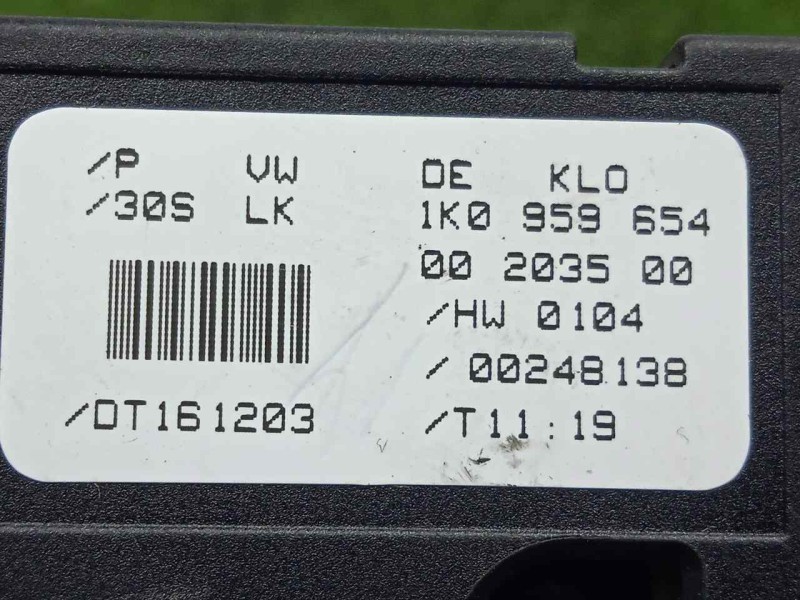 /P VW DE KLO
/30S LK 1K0 959 654
00 2035 00
/HW 0104
/ 00248138
/DT161203 /T11:19